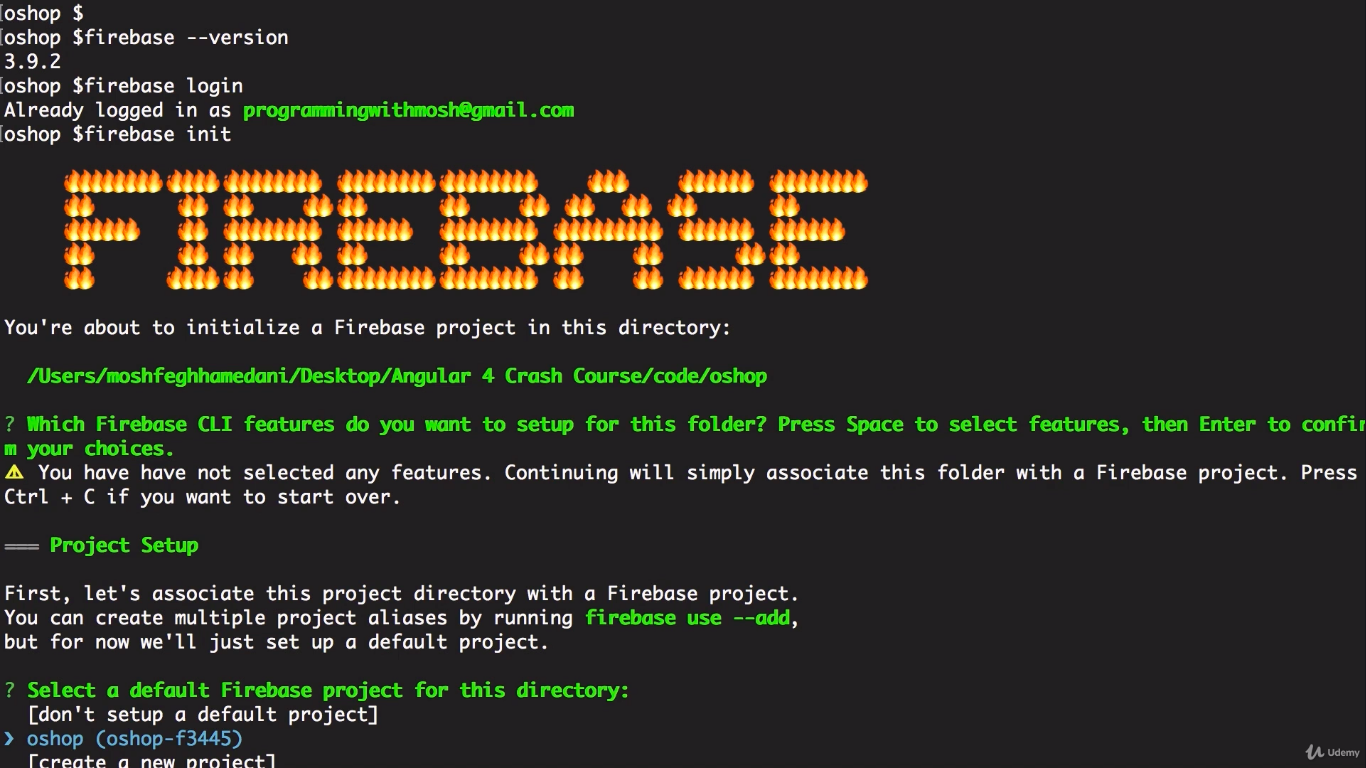 oshop $
oshop $firebase --version
3.9.2
oshop $firebase login
Already logged in as programmingwithmosh@gmail.com
oshop $firebase init
FIREBASE
You're about to initialize a Firebase project in this directory:
/Users/moshfeghhamedani/Desktop/Angular 4 Crash Course/code/oshop
? Which Firebase CLI features do you want to setup for this folder? Press Space to select features, then Enter to confir
m your choices.
⚠ You have have not selected any features. Continuing will simply associate this folder with a Firebase project. Press
Ctrl + C if you want to start over.
=== Project Setup
First, let's associate this project directory with a Firebase project.
You can create multiple project aliases by running firebase use --add,
but for now we'll just set up a default project.
? Select a default Firebase project for this directory:
[don't setup a default project]
❯ oshop (oshop-f3445)
[create a new project]
Udemy